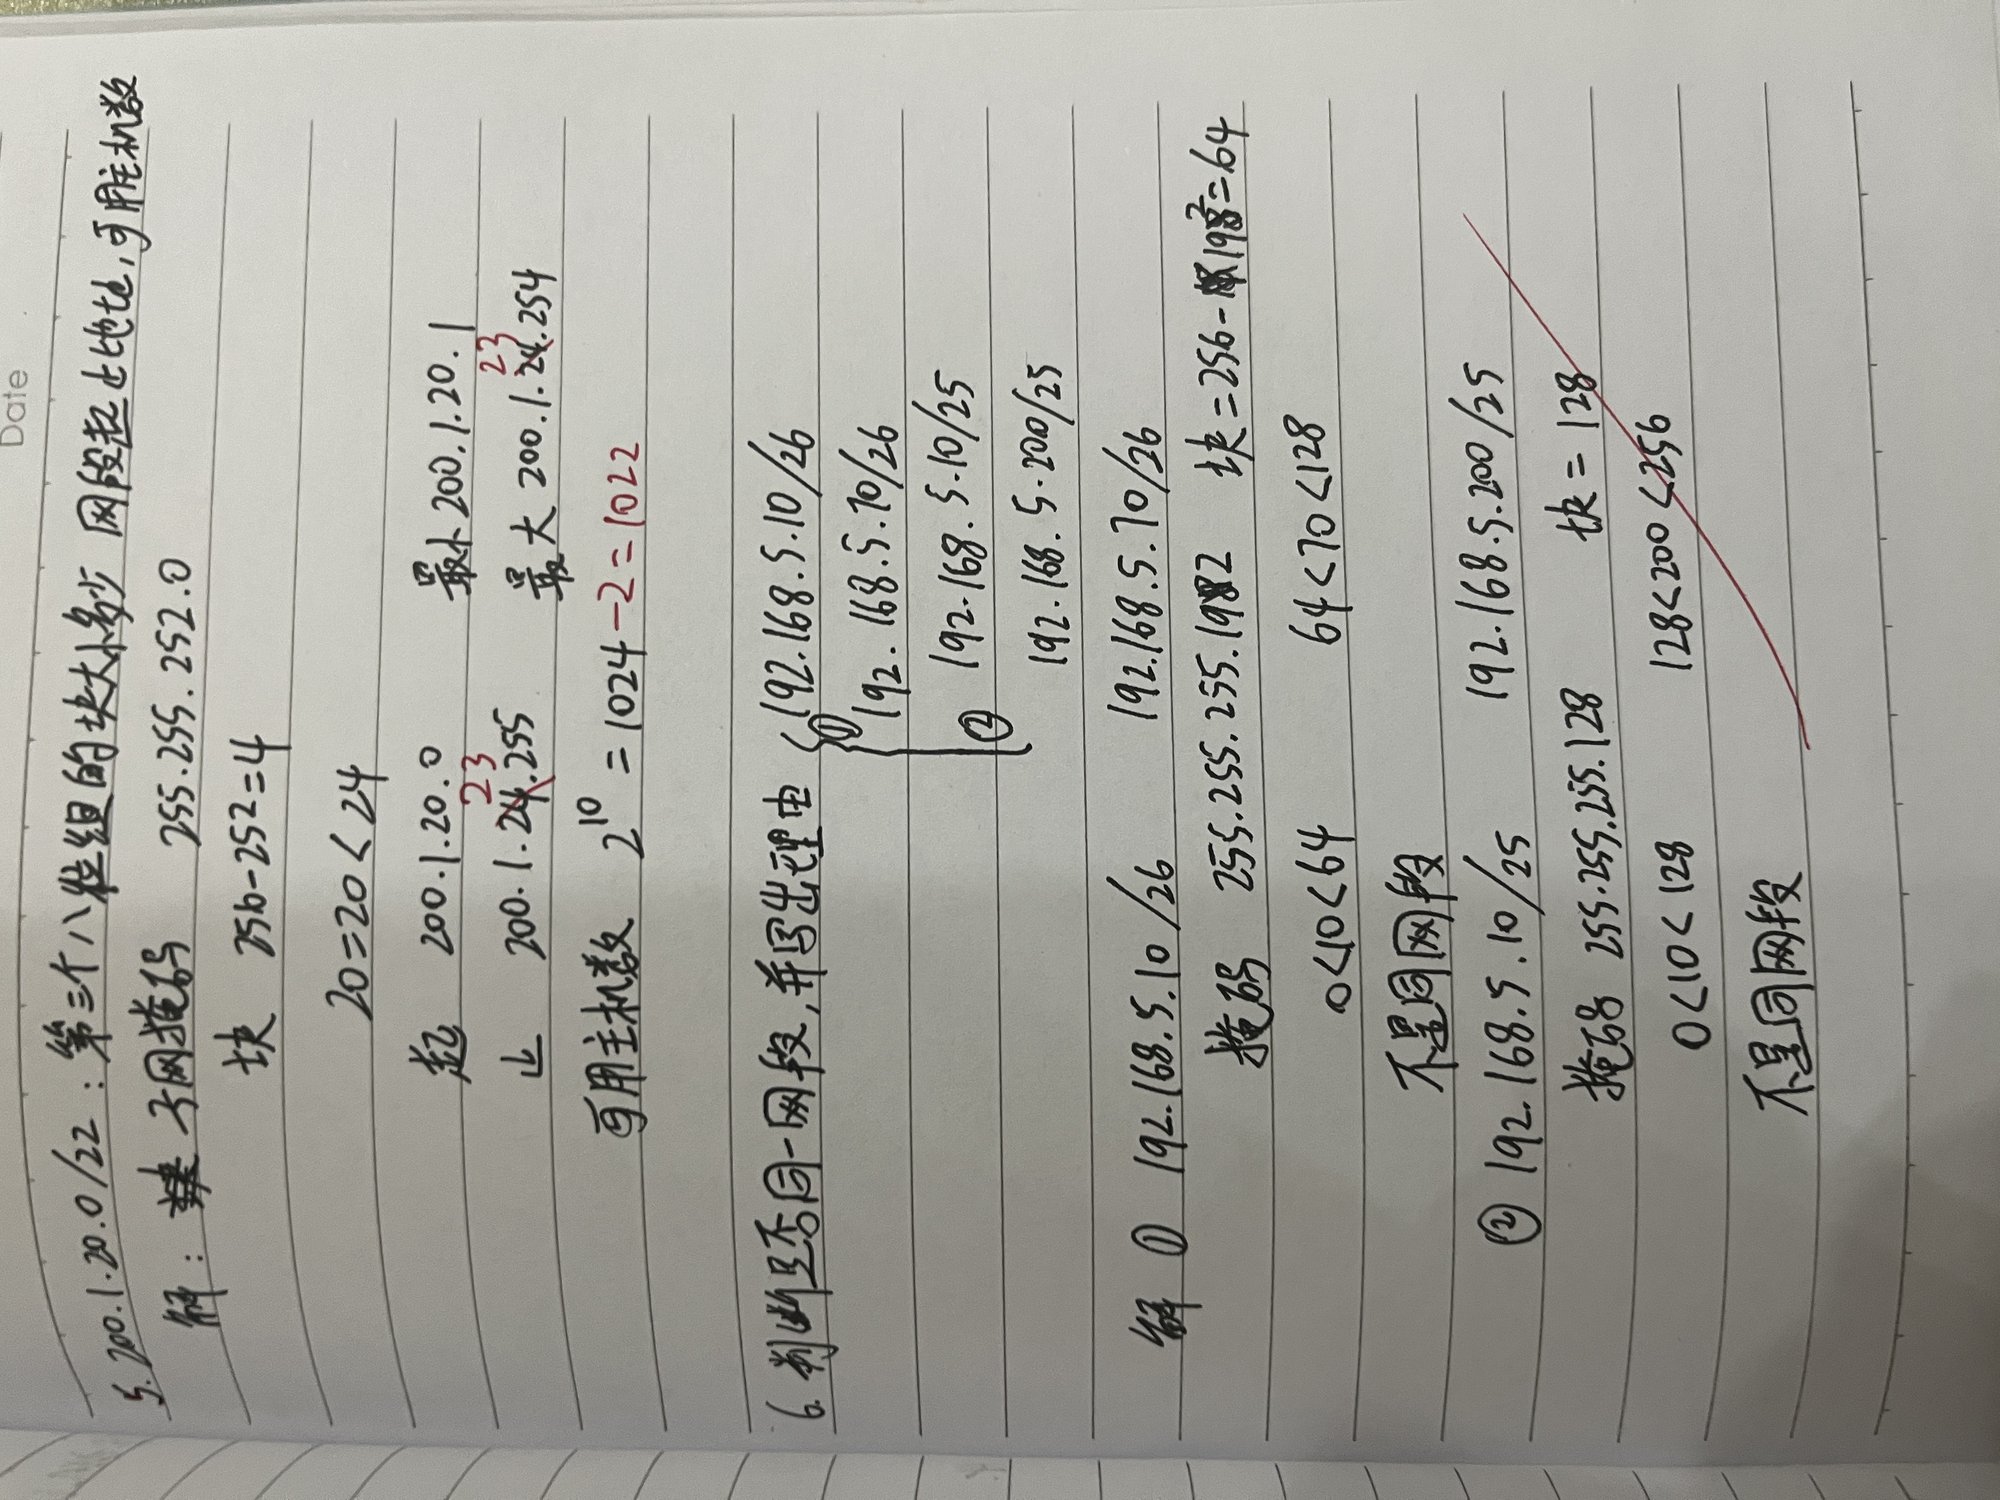 Date
5. 200.1.20.0/22：第三个八位组的块大小多少 网段起止地址，可用主机数
解： 子网掩码 255.255.252.0
块 256-252=4
20=20<24
起 200.1.20.0 最小 200.1.20.1
23 23
止 200.1.24.255 最大 200.1.24.254
可用主机数 2^10 =1024-2=1022
6. 判断是否同一网段，并写出理由 ① 192.168.5.10/26
192.168.5.70/26
② 192.168.5.10/25
192.168.5.200/25
解 ① 192.168.5.10/26 192.168.5.70/26
掩码 255.255.255.192 块=256-192=64
0<10<64 64<70<128
不是同网段
② 192.168.5.10/25 192.168.5.200/25
掩码 255.255.255.128 块=128
0<10<128 128<200<256
不是同网段